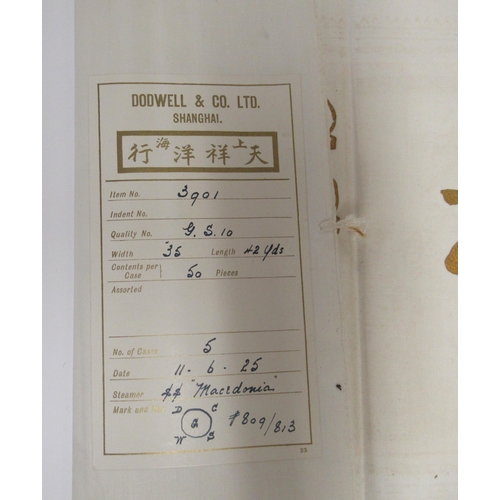 DODWELL & CO. LTD.
SHANGHAI.
行洋祥天 上海
Item No. 3901
Indent No.
Quality No. G.S.10
Width 35 Length 42 Yds
Contents per Case } 50 Pieces
Assorted
No. of Cases 5
Date 11-6-25
Steamer SS "Macedonia"
Mark and D C G W S 809/813